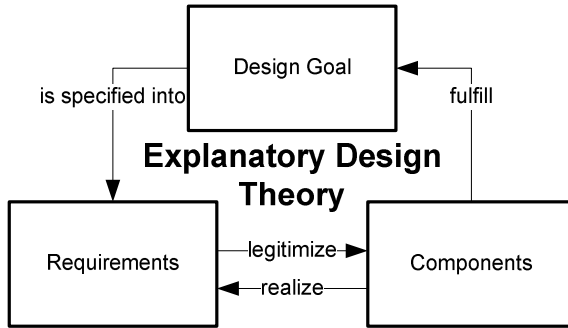 Design Goal
is specified into
fulfill
Explanatory Design
Theory
Requirements
legitimize
realize
Components